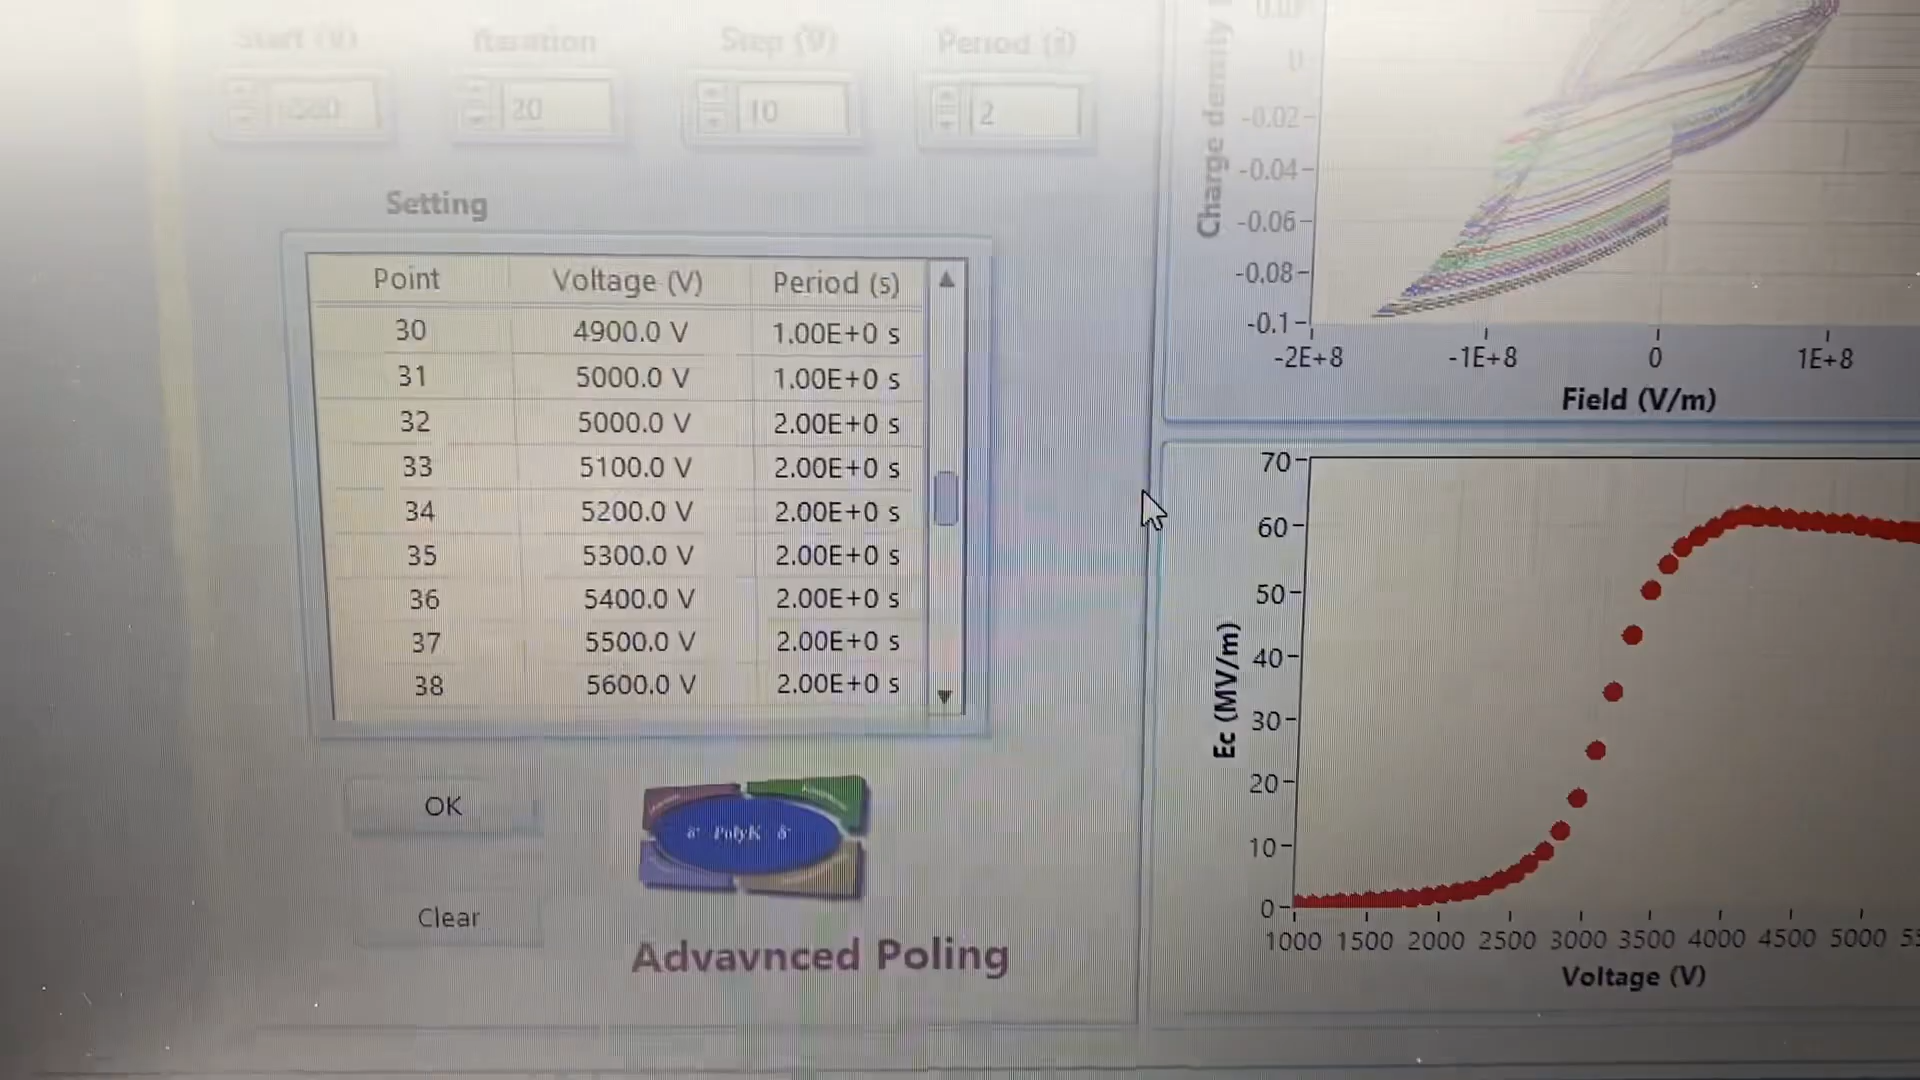 Start (V) Iteration Step (V) Period (s)
20 10 2
Setting
Point Voltage (V) Period (s)
30 4900.0 V 1.00E+0 s
31 5000.0 V 1.00E+0 s
32 5000.0 V 2.00E+0 s
33 5100.0 V 2.00E+0 s
34 5200.0 V 2.00E+0 s
35 5300.0 V 2.00E+0 s
36 5400.0 V 2.00E+0 s
37 5500.0 V 2.00E+0 s
38 5600.0 V 2.00E+0 s
OK
Clear
δ⁺ PolyK δ⁻
Advavnced Poling
Charge density
0
-0.02
-0.04
-0.06
-0.08
-0.1
-2E+8 -1E+8 0 1E+8
Field (V/m)
Ec (MV/m)
70
60
50
40
30
20
10
0
1000 1500 2000 2500 3000 3500 4000 4500 5000
Voltage (V)